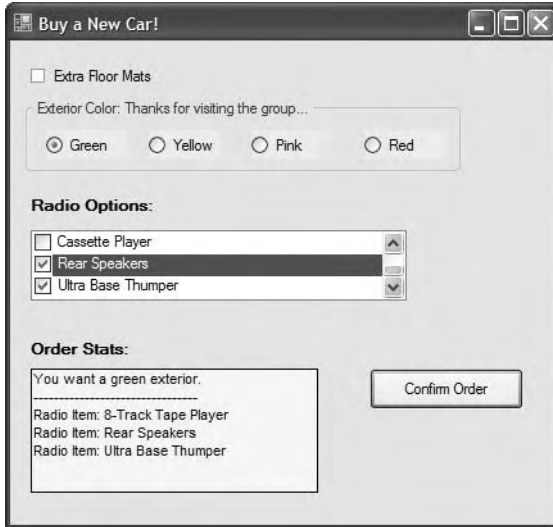 Buy a New Car!
Extra Floor Mats
Exterior Color: Thanks for visiting the group...
Green Yellow Pink Red
Radio Options:
Cassette Player
Rear Speakers
Ultra Base Thumper
Order Stats:
You want a green exterior.
--------------------------------
Radio Item: 8-Track Tape Player
Radio Item: Rear Speakers
Radio Item: Ultra Base Thumper
Confirm Order